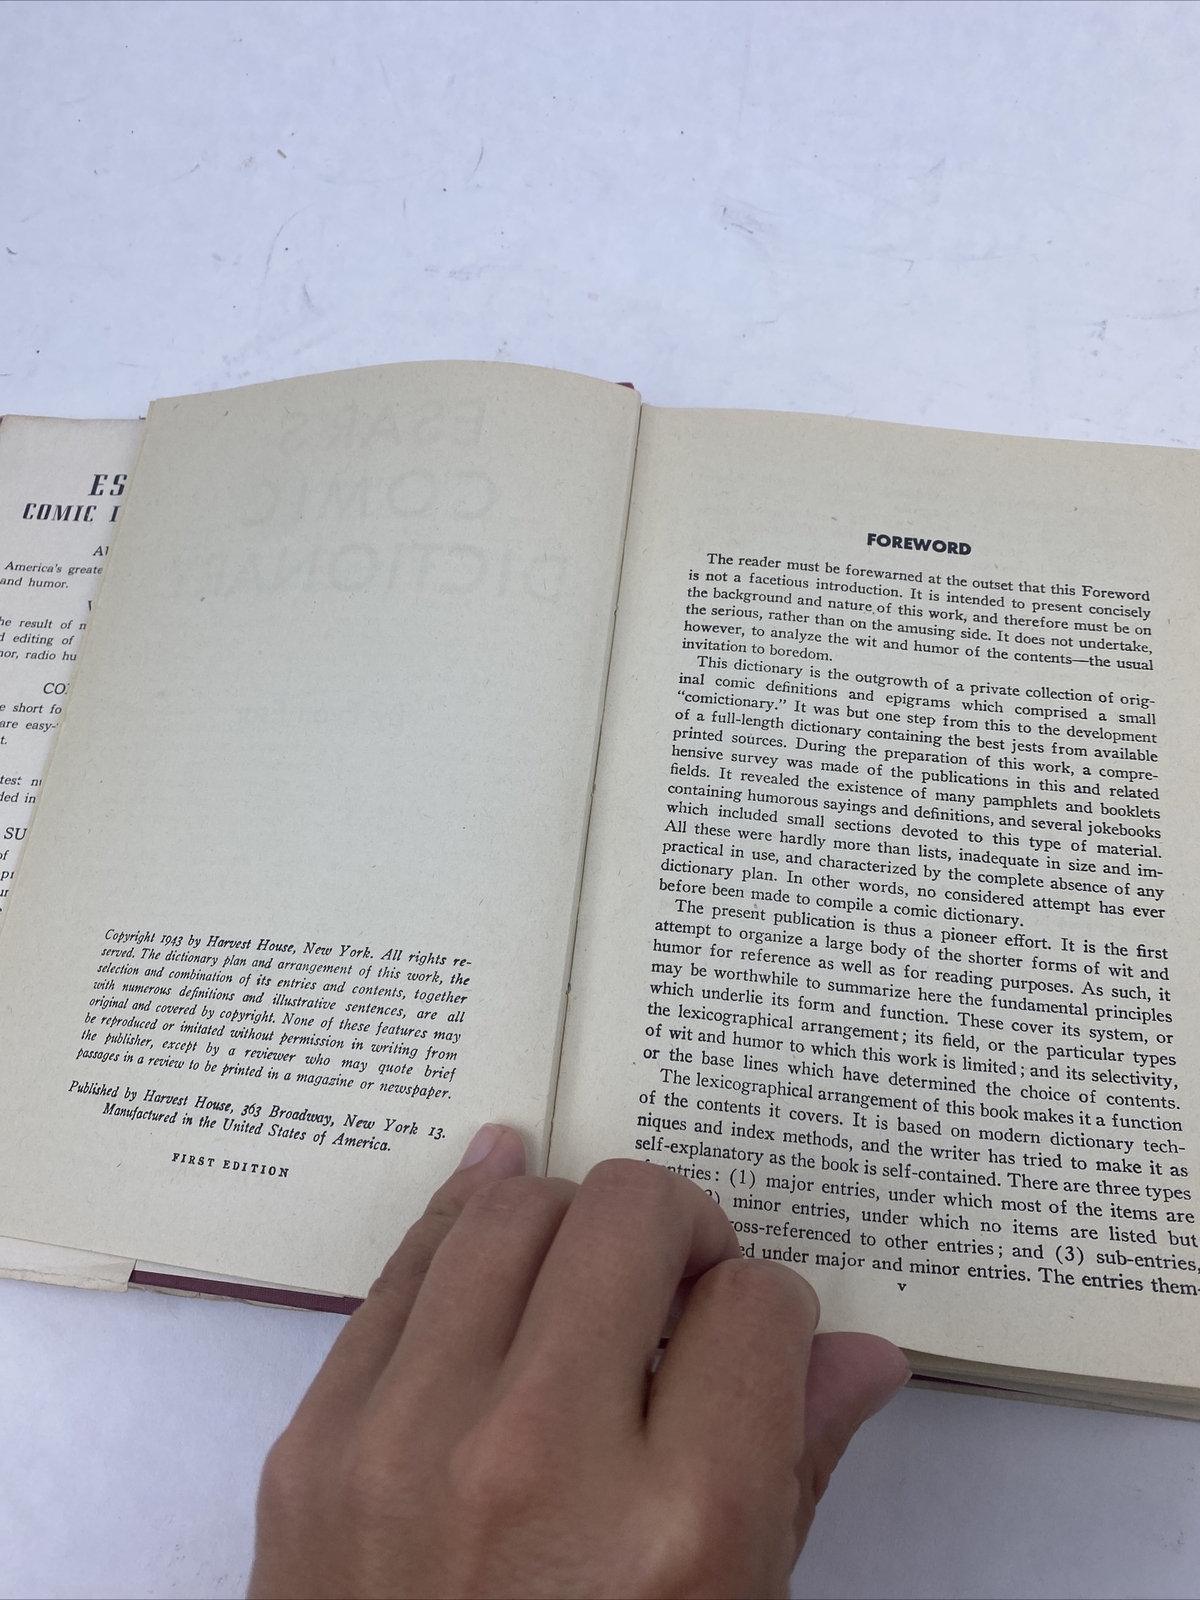 ES
COMIC
America's greate
and humor.
he result of
editing of
or, radio hu
CO
e short fo
are easy-
t.
test
ded in
SU
of
Copyright 1943 by Harvest House, New York. All rights re-
served. The dictionary plan and arrangement of this work, the
selection and combination of its entries and contents, together
with numerous definitions and illustrative sentences, are all
original and covered by copyright. None of these features may
be reproduced or imitated without permission in writing from
the publisher, except by a reviewer who may quote brief
passages in a review to be printed in a magazine or newspaper.
Published by Harvest House, 363 Broadway, New York 13.
Manufactured in the United States of America.
FIRST EDITION
FOREWORD
The reader must be forewarned at the outset that this Foreword
is not a facetious introduction. It is intended to present concisely
the background and nature of this work, and therefore must be on
the serious, rather than on the amusing side. It does not undertake,
however, to analyze the wit and humor of the contents—the usual
invitation to boredom.
This dictionary is the outgrowth of a private collection of orig-
inal comic definitions and epigrams which comprised a small
"comictionary." It was but one step from this to the development
of a full-length dictionary containing the best jests from available
printed sources. During the preparation of this work, a compre-
hensive survey was made of the publications in this and related
fields. It revealed the existence of many pamphlets and booklets
containing humorous sayings and definitions, and several jokebooks
which included small sections devoted to this type of material.
All these were hardly more than lists, inadequate in size and im-
practical in use, and characterized by the complete absence of any
dictionary plan. In other words, no considered attempt has ever
before been made to compile a comic dictionary.
The present publication is thus a pioneer effort. It is the first
attempt to organize a large body of the shorter forms of wit and
humor for reference as well as for reading purposes. As such, it
may be worthwhile to summarize here the fundamental principles
which underlie its form and function. These cover its system, or
the lexicographical arrangement; its field, or the particular types
of wit and humor to which this work is limited; and its selectivity,
or the base lines which have determined the choice of contents.
The lexicographical arrangement of this book makes it a function
of the contents it covers. It is based on modern dictionary tech-
niques and index methods, and the writer has tried to make it as
self-explanatory as the book is self-contained. There are three types
entries: (1) major entries, under which most of the items are
minor entries, under which no items are listed but
ross-referenced to other entries; and (3) sub-entries,
ed under major and minor entries. The entries them-
v